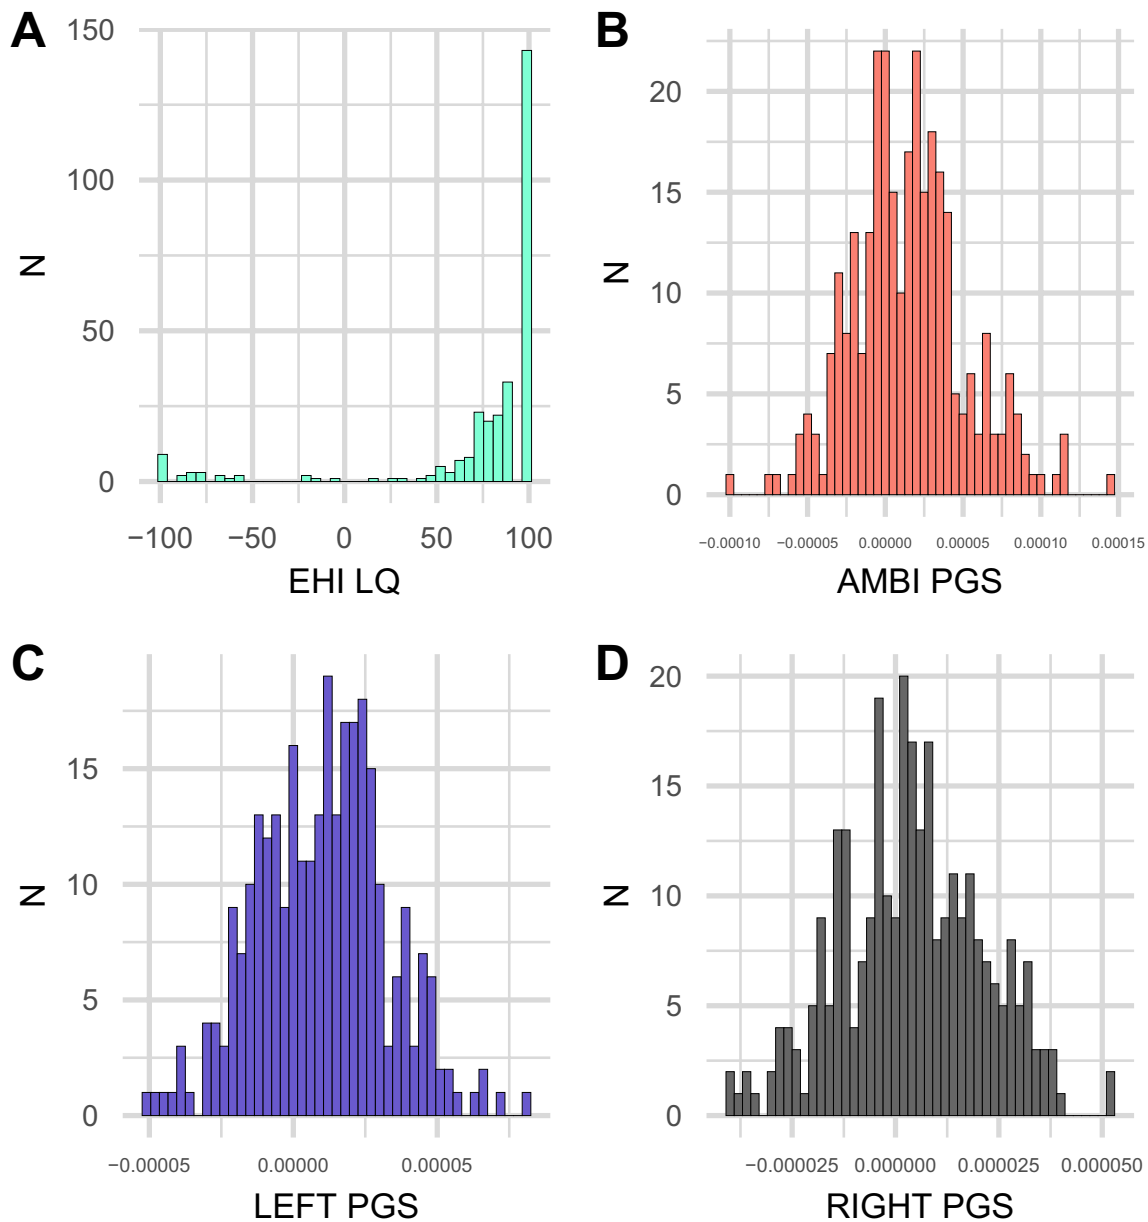 A
150
100
50
0
N
−100 −50 0 50 100
EHI LQ
B
20
15
10
5
0
N
−0.00010 −0.00005 0.00000 0.00005 0.00010 0.00015
AMBI PGS
C
15
10
5
0
N
−0.00005 0.00000 0.00005
LEFT PGS
D
20
15
10
5
0
N
−0.000025 0.000000 0.000025 0.000050
RIGHT PGS